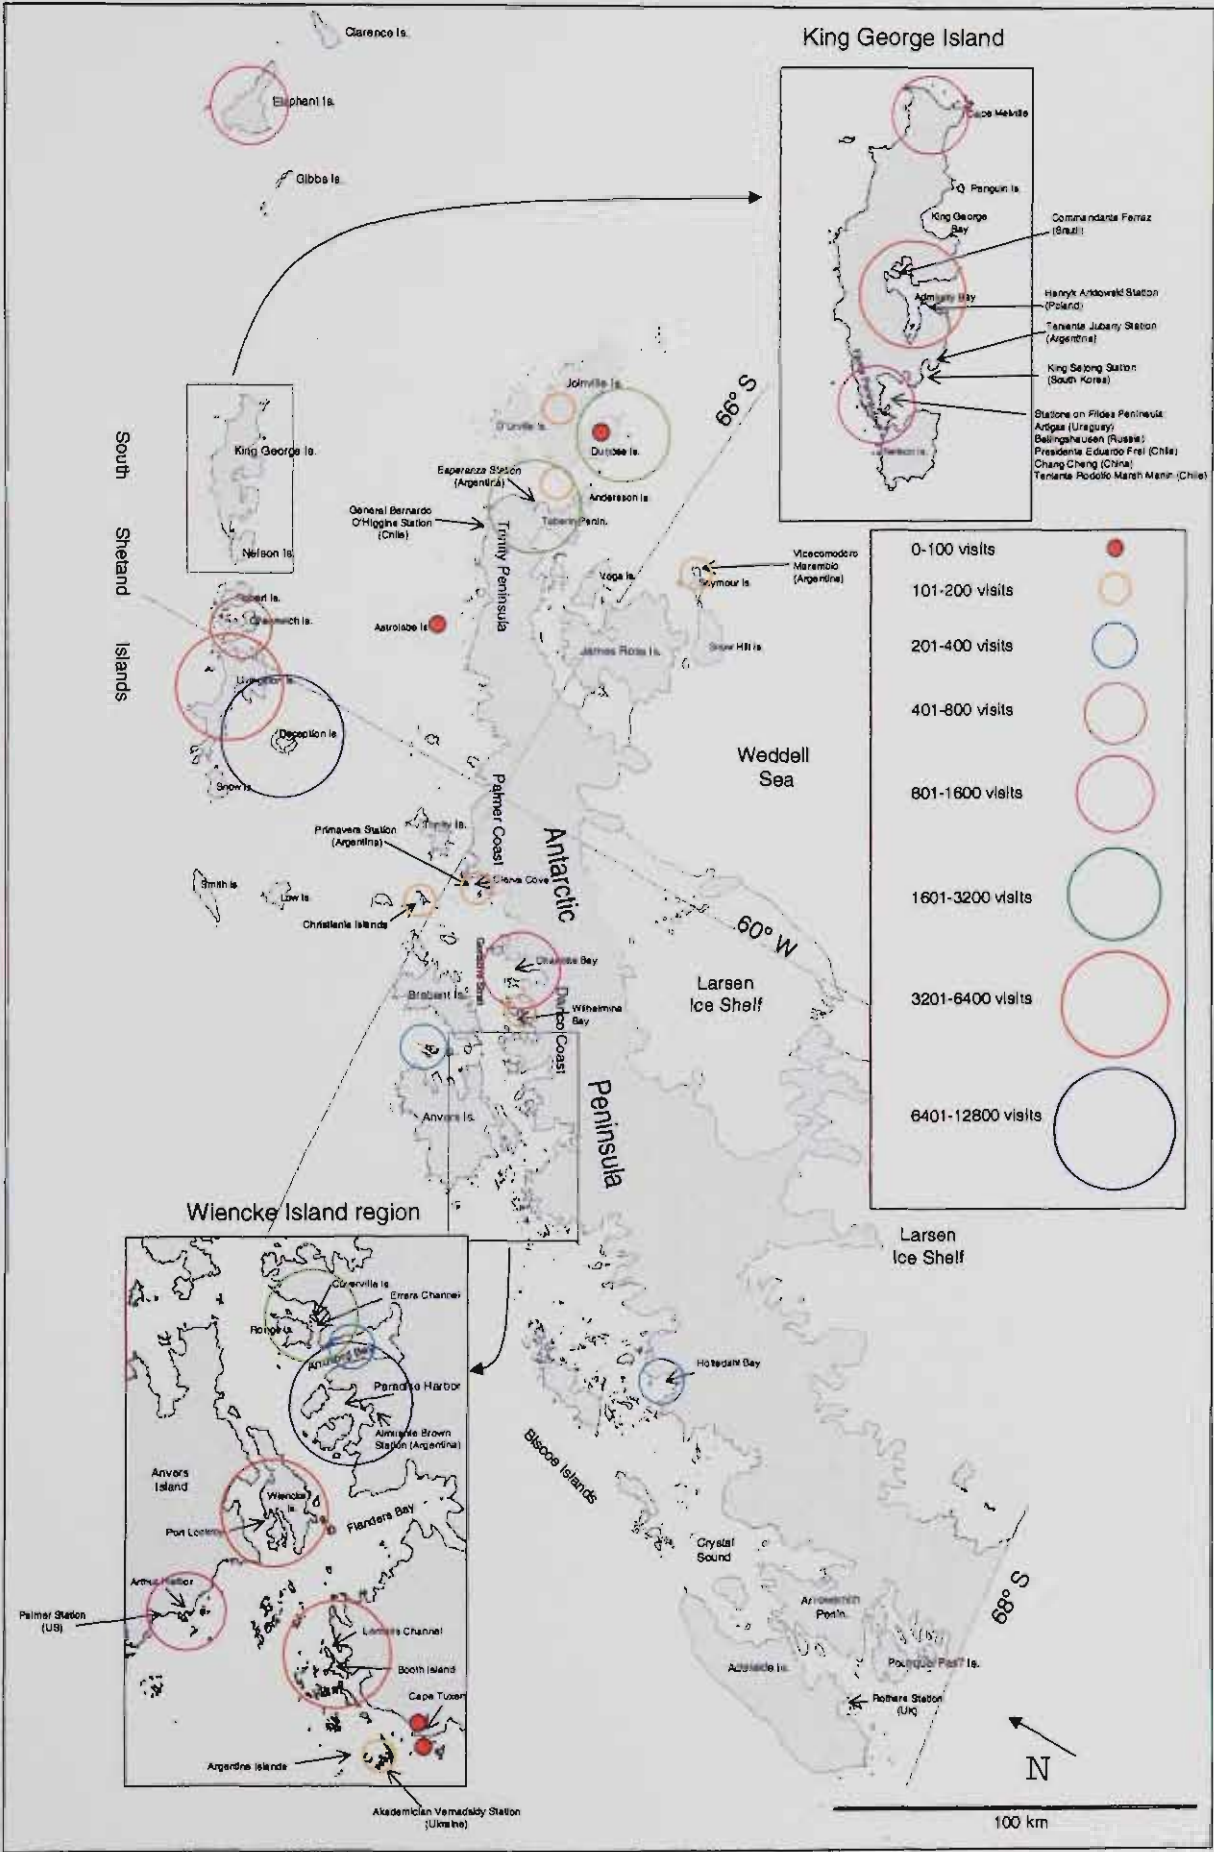 Clarence Is.
King George Island
Elephant Is.
Cape Melville
Gibbs Is.
Penguin Is.
King George
Bay
Commandante Ferraz
(Brazil)
Admiralty Bay
Henryk Arktowski Station
(Poland)
Teniente Jubany Station
(Argentina)
King Sejong Station
(South Korea)
Stations on Fildes Peninsula
Artigas (Uraguay)
Bellingshausen (Russia)
Presidente Eduardo Frei (Chile)
Chang Cheng (China)
Teniente Rodolfo Marsh Manin (Chile)
Nelson Is.
Joinville Is.
66° S
D'Urville Is.
Dundee Is.
South Shetand Islands
King George Is.
Nelson Is.
Esperanza Station
(Argentina)
Andersson Is.
General Bernardo
O'Higgins Station
(Chile)
Tabarin Penin.
Trinity Peninsula
Vega Is.
Vicecomodoro
Marambio
(Argentina)
Seymour Is.
Robert Is.
Greenwich Is.
Astrolabe Is.
James Ross Is.
Snow Hill Is.
Livingston Is.
Deception Is.
Snow Is.
Weddell
Sea
0-100 visits
101-200 visits
201-400 visits
401-800 visits
801-1600 visits
1601-3200 visits
3201-6400 visits
6401-12800 visits
Palmer Coast
Primavera Station
(Argentina)
Trinity Is.
Antarctic
Peninsula
Cierva Cove
Smith Is.
Low Is.
Christiania Islands
60° W
Gerlache Strait
Charlotte Bay
Brabant Is.
Wilhelmina
Bay
Danco Coast
Larsen
Ice Shelf
Anvers Is.
Wiencke Island region
Larsen
Ice Shelf
Cuverville Is.
Errera Channel
Ronge Is.
Andvord Bay
Paradise Harbor
Almirante Brown
Station (Argentina)
Holtedahl Bay
Biscoe Islands
Anvers
Island
Wiencke
Is.
Flanders Bay
Port Lockroy
Crystal
Sound
Arthur Harbor
Palmer Station
(US)
Lemaire Channel
Booth Island
Cape Tuxen
Argentine Islands
Akademician Vernadskiy Station
(Ukraine)
Arrowsmith
Penin.
68° S
Adelaide Is.
Pourquoi Pas? Is.
Rothera Station
(UK)
N
100 km